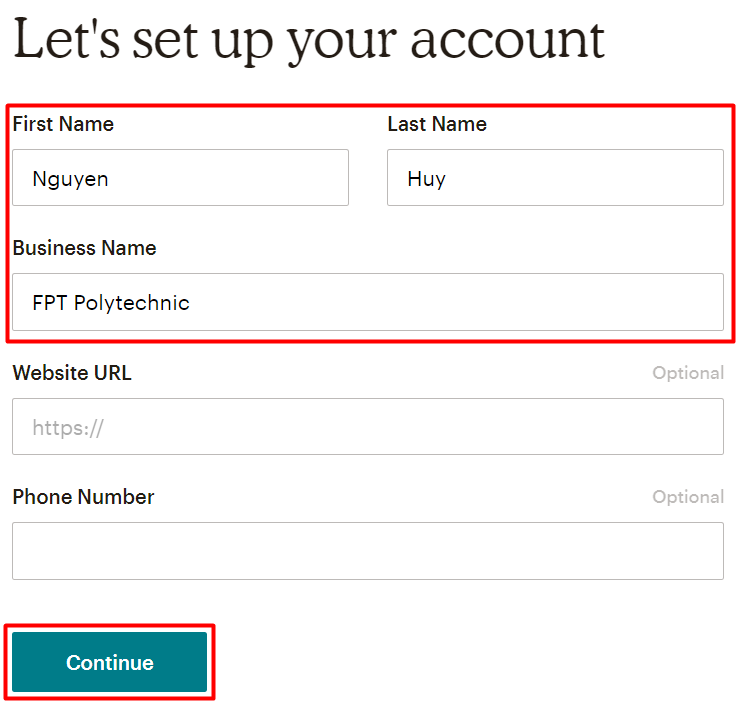 Let's set up your account
First Name Last Name
Nguyen Huy
Business Name
FPT Polytechnic
Website URL Optional
https://
Phone Number Optional
Continue